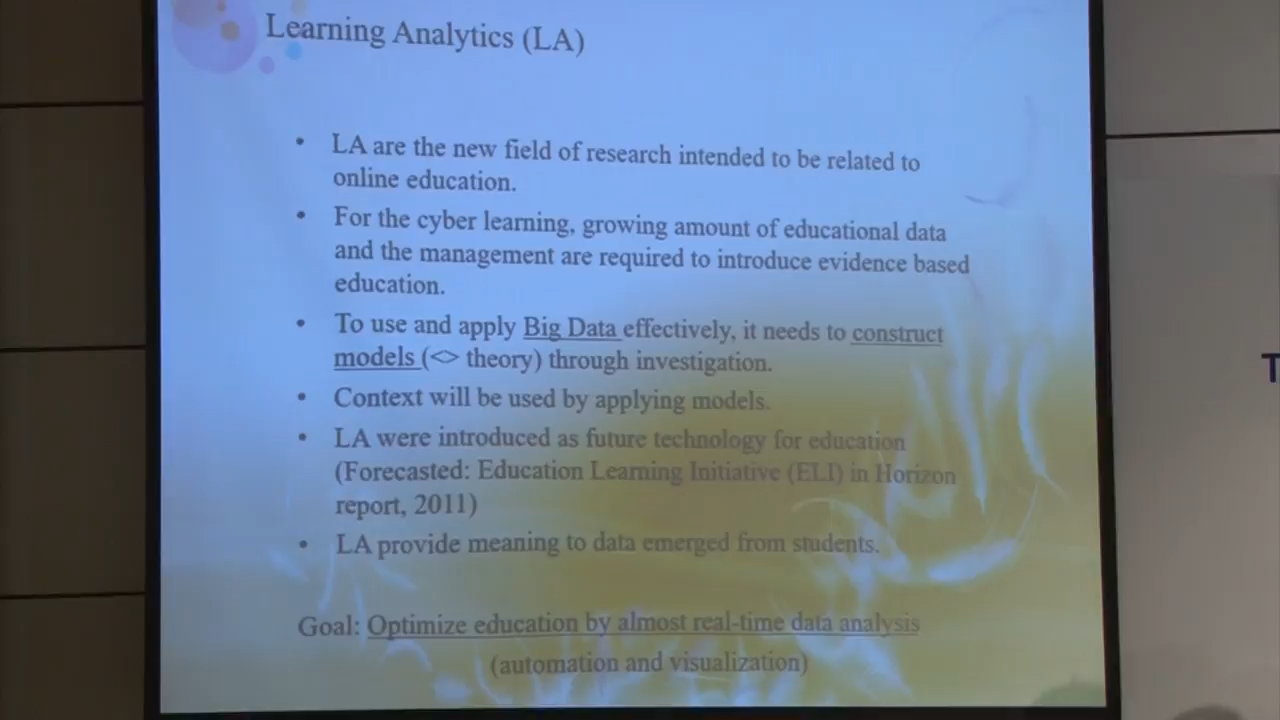 Learning Analytics (LA)
• LA are the new field of research intended to be related to
online education.
• For the cyber learning, growing amount of educational data
and the management are required to introduce evidence based
education.
• To use and apply Big Data effectively, it needs to construct
models (<> theory) through investigation.
• Context will be used by applying models.
• LA were introduced as future technology for education
(Forecasted: Education Learning Initiative (ELI) in Horizon
report, 2011)
• LA provide meaning to data emerged from students.
Goal: Optimize education by almost real-time data analysis
(automation and visualization)
T